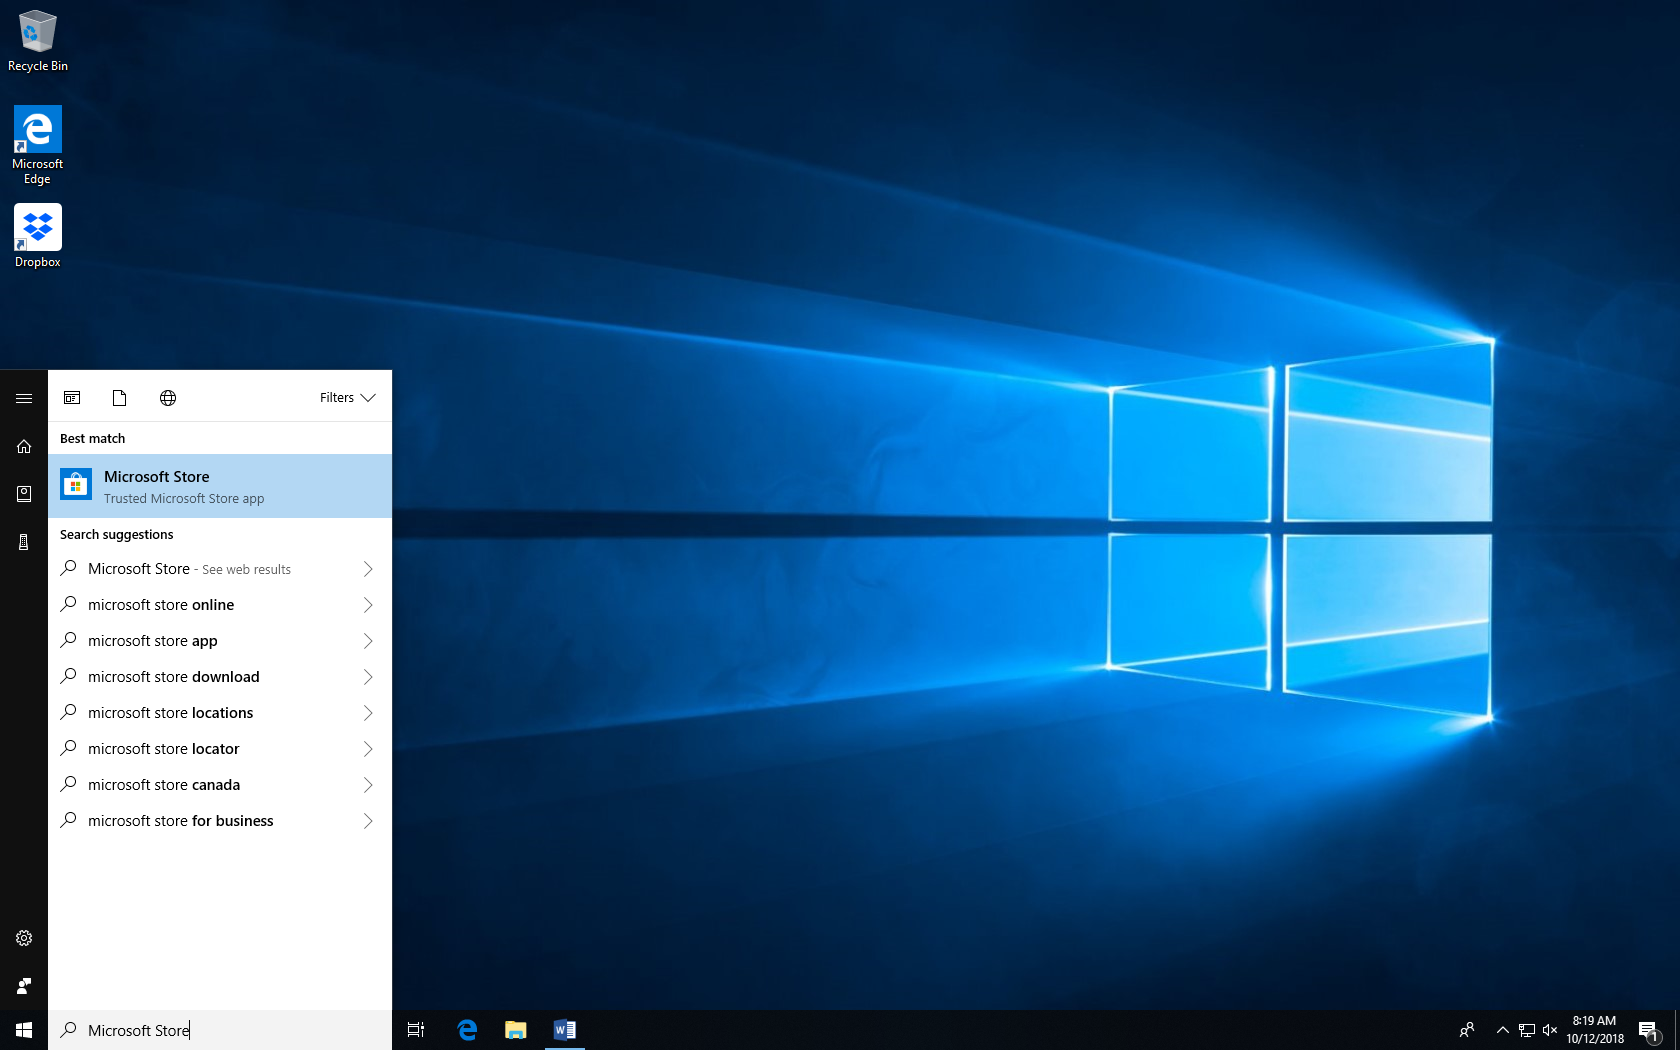 Recycle Bin
Microsoft
Edge
Dropbox
Filters
Best match
Microsoft Store
Trusted Microsoft Store app
Search suggestions
Microsoft Store - See web results
microsoft store online
microsoft store app
microsoft store download
microsoft store locations
microsoft store locator
microsoft store canada
microsoft store for business
Microsoft Store
8:19 AM
10/12/2018
1